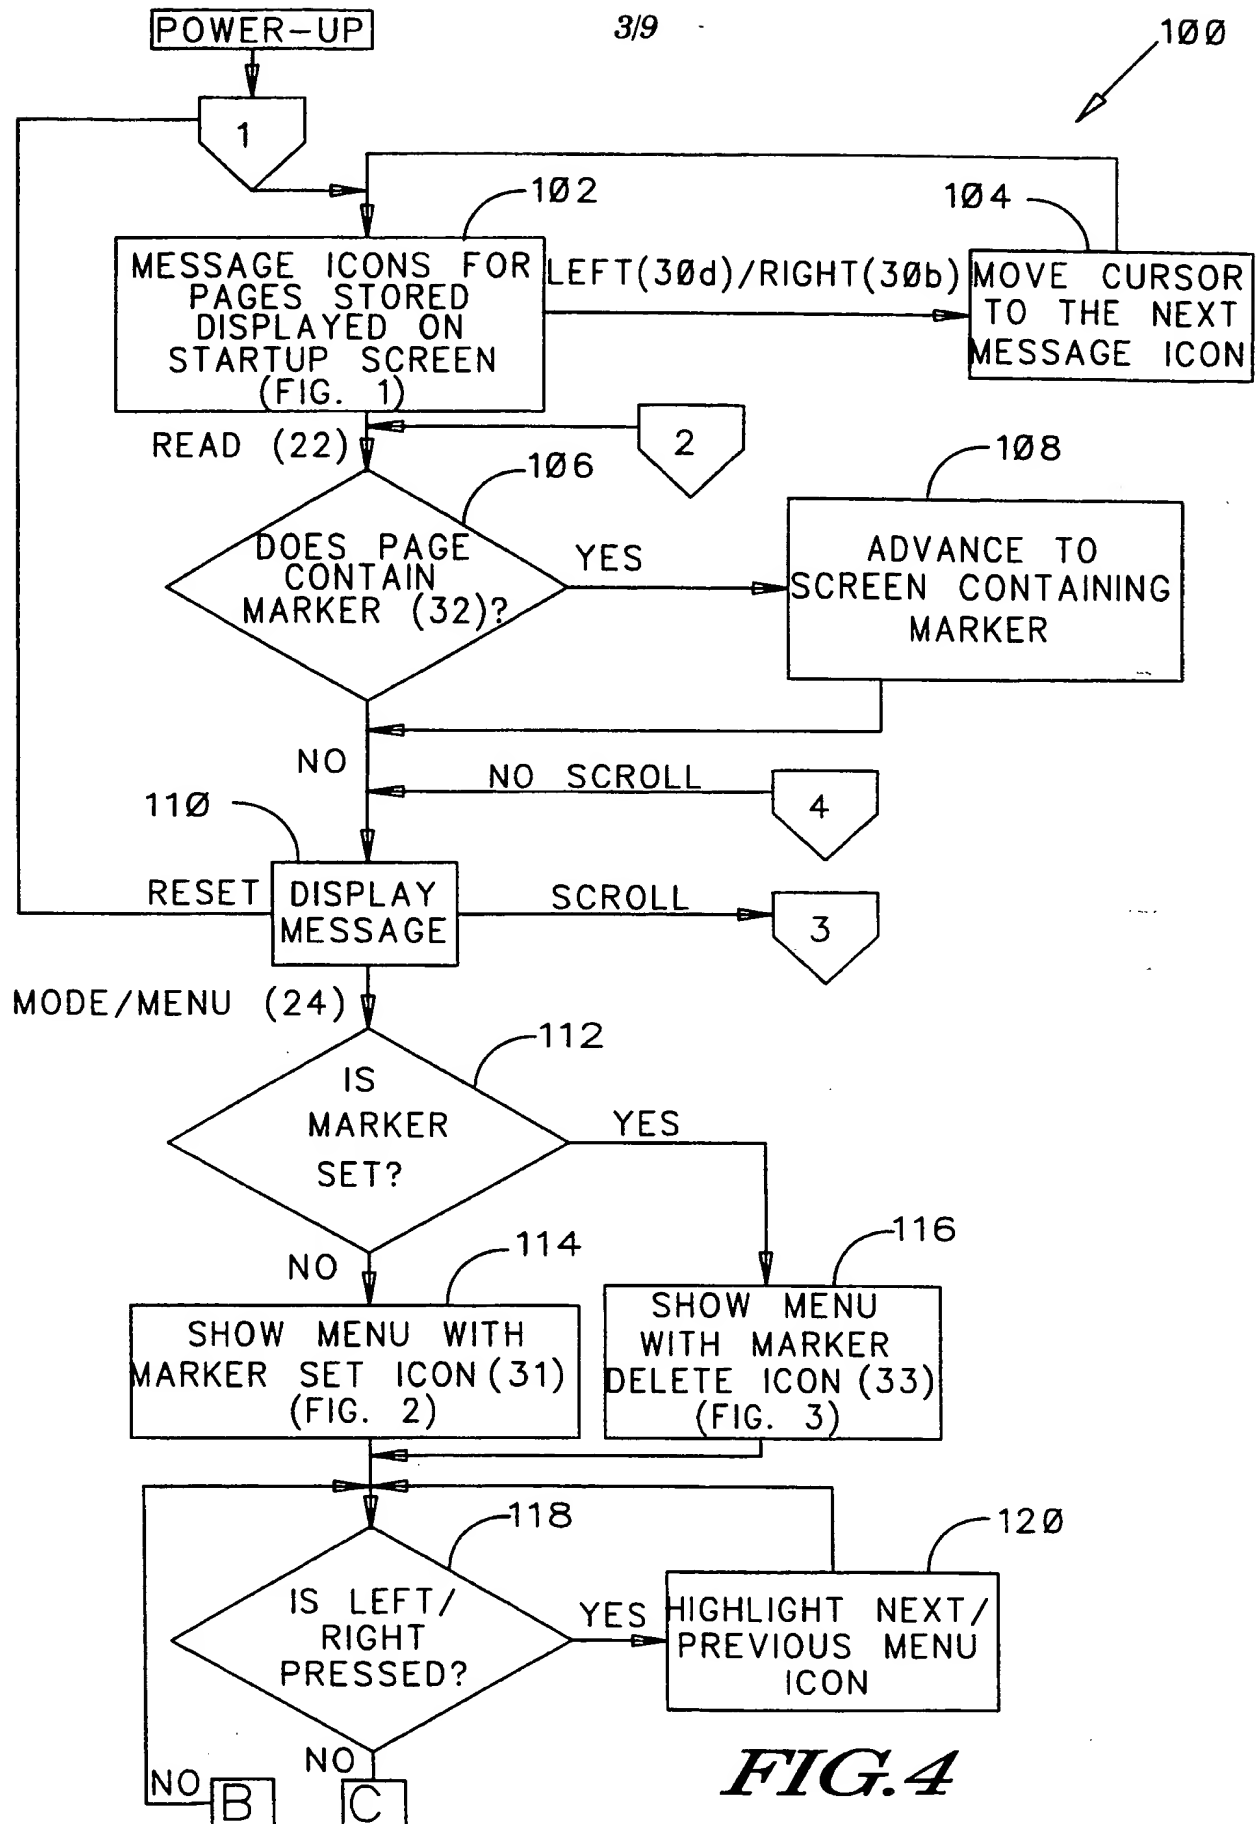 POWER-UP
3/9
100
1
102
104
MESSAGE ICONS FOR
PAGES STORED
DISPLAYED ON
STARTUP SCREEN
(FIG. 1)
LEFT(30d)/RIGHT(30b)
MOVE CURSOR
TO THE NEXT
MESSAGE ICON
READ (22)
2
106
108
DOES PAGE
CONTAIN
MARKER (32)?
YES
ADVANCE TO
SCREEN CONTAINING
MARKER
NO
NO SCROLL
4
110
RESET
DISPLAY
MESSAGE
SCROLL
3
MODE/MENU (24)
112
IS
MARKER
SET?
YES
NO
114
116
SHOW MENU WITH
MARKER SET ICON (31)
(FIG. 2)
SHOW MENU
WITH MARKER
DELETE ICON (33)
(FIG. 3)
118
120
IS LEFT/
RIGHT
PRESSED?
YES
HIGHLIGHT NEXT/
PREVIOUS MENU
ICON
NO
NO
B
C
FIG.4